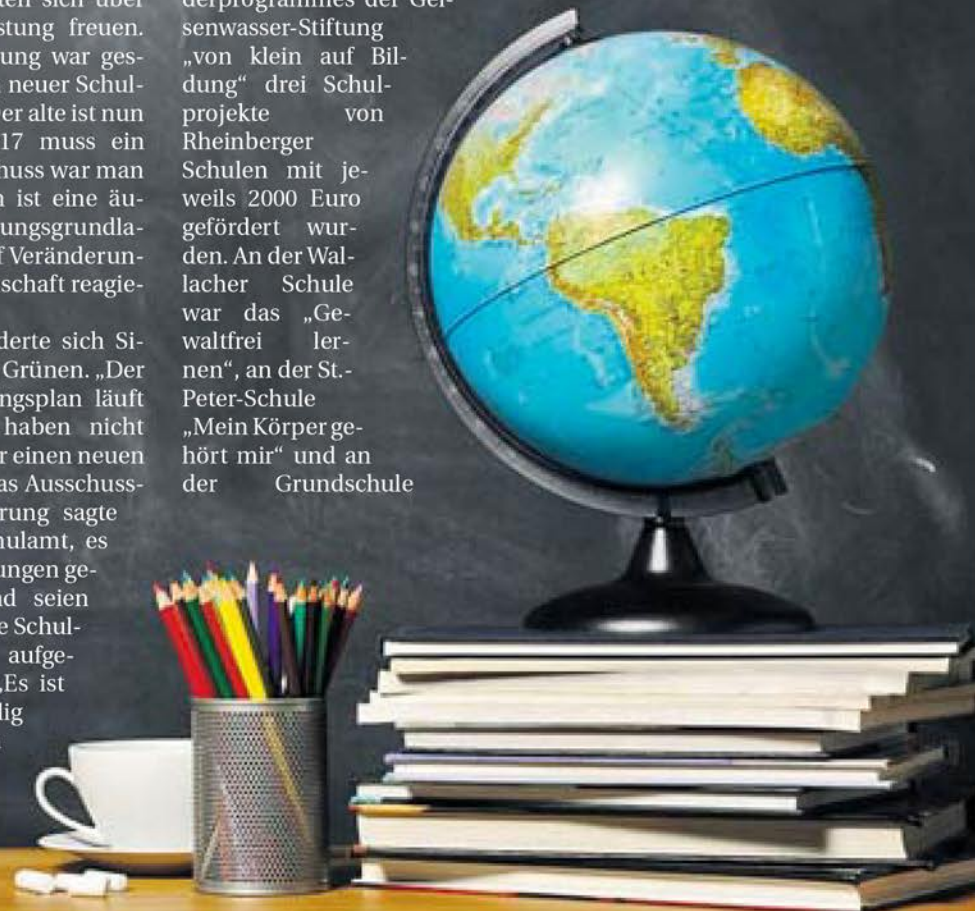 sich über
stung freuen.
ung war ges-
neuer Schul-
er alte ist nun
17 muss ein
nuss war man
n ist eine äu-
ungsgrundla-
f Veränderun-
schaft reagie-
derte sich Si-
Grünen. „Der
ngsplan läuft
haben nicht
r einen neuen
as Ausschuss-
rung sagte
nulamt, es
ungen ge-
d seien
e Schul-
aufge-
„Es ist
lig
derprogrammes der Gel-
senwasser-Stiftung
„von klein auf Bil-
dung“ drei Schul-
projekte von
Rheinberger
Schulen mit je-
weils 2000 Euro
gefördert wur-
den. An der Wal-
lacher Schule
war das „Ge-
waltfrei ler-
nen“, an der St.-
Peter-Schule
„Mein Körper ge-
hört mir“ und an
der Grundschule